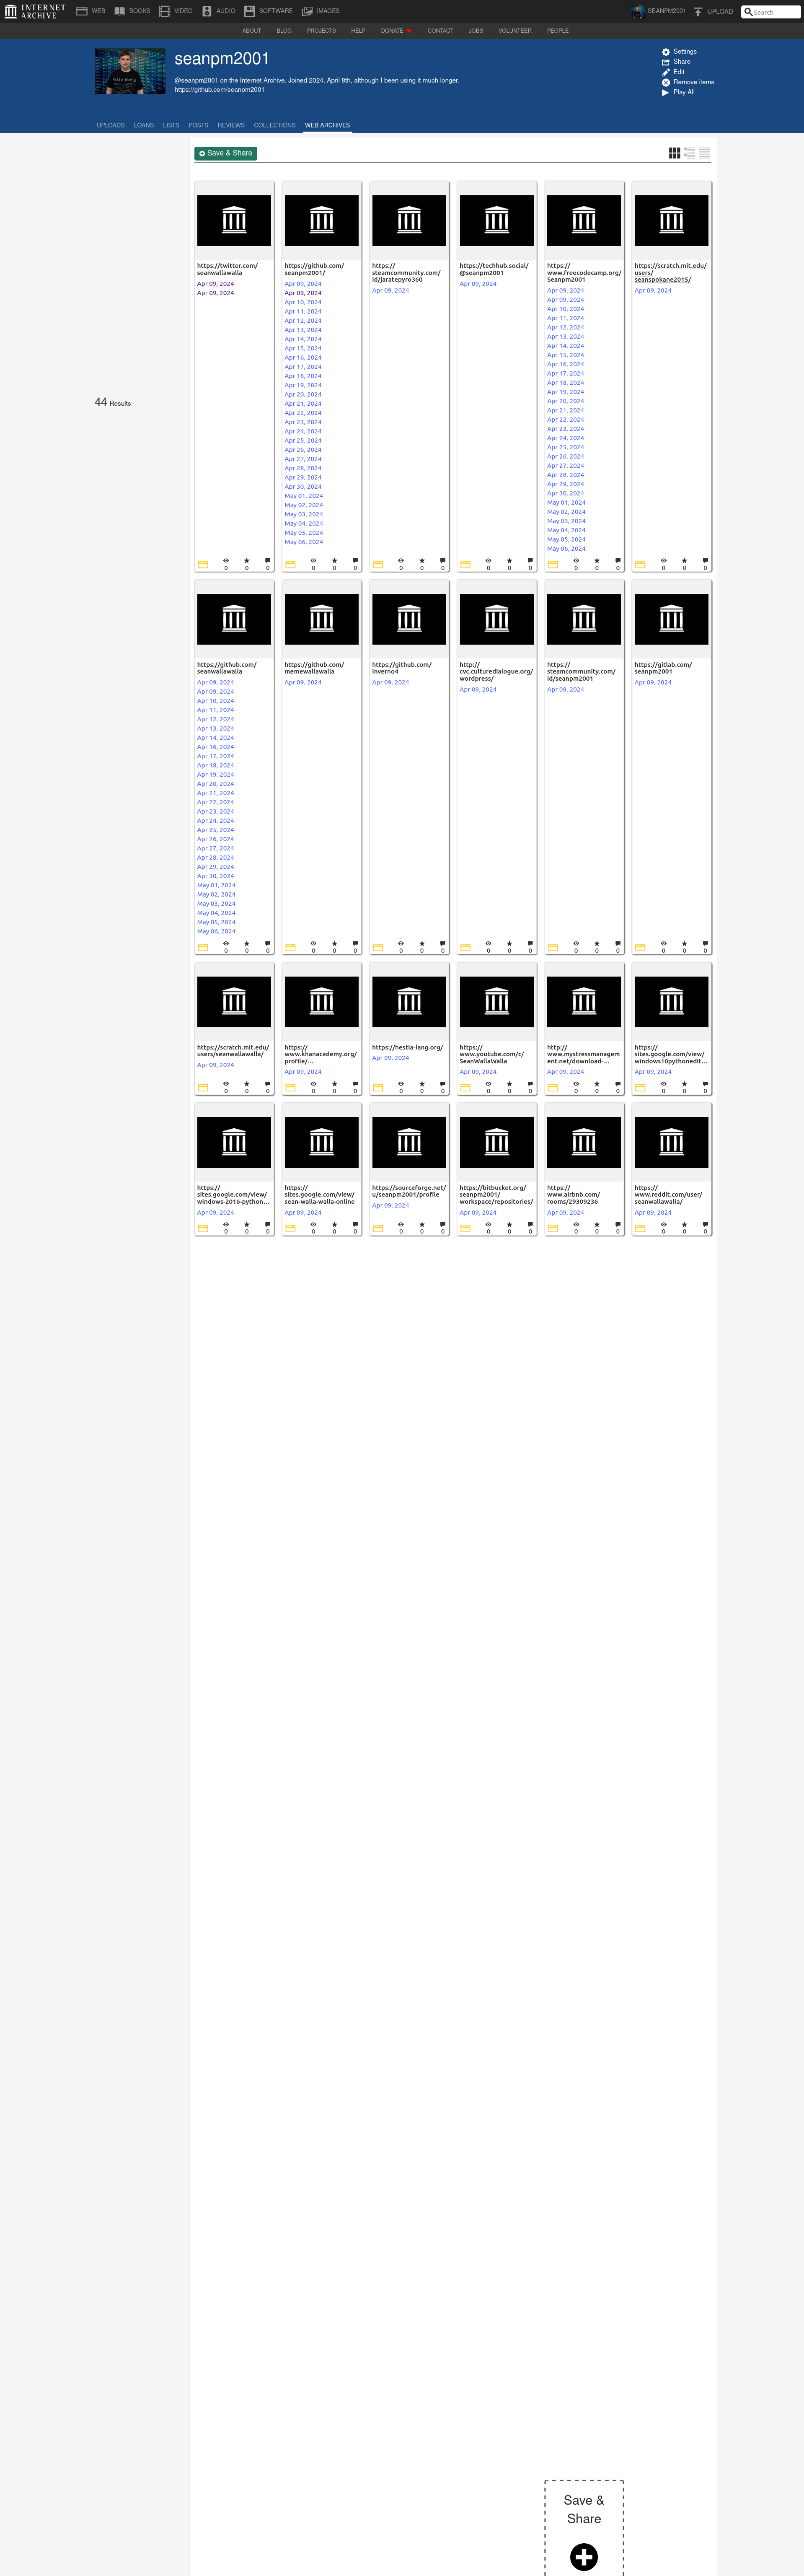 INTERNET ARCHIVE
WEB BOOKS VIDEO AUDIO SOFTWARE IMAGES SEANPM2001 UPLOAD Search
ABOUT BLOG PROJECTS HELP DONATE CONTACT JOBS VOLUNTEER PEOPLE
seanpm2001
@seanpm2001 on the Internet Archive. Joined 2024, April 8th, although I been using it much longer.
https://github.com/seanpm2001
Settings
Share
Edit
Remove items
Play All
UPLOADS LOANS LISTS POSTS REVIEWS COLLECTIONS WEB ARCHIVES
44 Results
Save & Share
https://twitter.com/
seanwallawalla
Apr 09, 2024
Apr 09, 2024
0 0 0
https://github.com/
seanpm2001/
Apr 09, 2024
Apr 09, 2024
Apr 10, 2024
Apr 11, 2024
Apr 12, 2024
Apr 13, 2024
Apr 14, 2024
Apr 15, 2024
Apr 16, 2024
Apr 17, 2024
Apr 18, 2024
Apr 19, 2024
Apr 20, 2024
Apr 21, 2024
Apr 22, 2024
Apr 23, 2024
Apr 24, 2024
Apr 25, 2024
Apr 26, 2024
Apr 27, 2024
Apr 28, 2024
Apr 29, 2024
Apr 30, 2024
May 01, 2024
May 02, 2024
May 03, 2024
May 04, 2024
May 05, 2024
May 06, 2024
0 0 0
https://
steamcommunity.com/
id/jaratepyro360
Apr 09, 2024
0 0 0
https://techhub.social/
@seanpm2001
Apr 09, 2024
0 0 0
https://
www.freecodecamp.org/
Seanpm2001
Apr 09, 2024
Apr 09, 2024
Apr 10, 2024
Apr 11, 2024
Apr 12, 2024
Apr 13, 2024
Apr 14, 2024
Apr 15, 2024
Apr 16, 2024
Apr 17, 2024
Apr 18, 2024
Apr 19, 2024
Apr 20, 2024
Apr 21, 2024
Apr 22, 2024
Apr 23, 2024
Apr 24, 2024
Apr 25, 2024
Apr 26, 2024
Apr 27, 2024
Apr 28, 2024
Apr 29, 2024
Apr 30, 2024
May 01, 2024
May 02, 2024
May 03, 2024
May 04, 2024
May 05, 2024
May 06, 2024
0 0 0
https://scratch.mit.edu/
users/
seanspokane2015/
Apr 09, 2024
0 0 0
https://github.com/
seanwallawalla
Apr 09, 2024
Apr 09, 2024
Apr 10, 2024
Apr 11, 2024
Apr 12, 2024
Apr 13, 2024
Apr 14, 2024
Apr 16, 2024
Apr 17, 2024
Apr 18, 2024
Apr 19, 2024
Apr 20, 2024
Apr 21, 2024
Apr 22, 2024
Apr 23, 2024
Apr 24, 2024
Apr 25, 2024
Apr 26, 2024
Apr 27, 2024
Apr 28, 2024
Apr 29, 2024
Apr 30, 2024
May 01, 2024
May 02, 2024
May 03, 2024
May 04, 2024
May 05, 2024
May 06, 2024
0 0 0
https://github.com/
memewallawalla
Apr 09, 2024
0 0 0
https://github.com/
inverno4
Apr 09, 2024
0 0 0
http://
cvc.culturedialogue.org/
wordpress/
Apr 09, 2024
0 0 0
https://
steamcommunity.com/
id/seanpm2001
Apr 09, 2024
0 0 0
https://gitlab.com/
seanpm2001
Apr 09, 2024
0 0 0
https://scratch.mit.edu/
users/seanwallawalla/
Apr 09, 2024
0 0 0
https://
www.khanacademy.org/
profile/...
Apr 09, 2024
0 0 0
https://hestia-lang.org/
Apr 09, 2024
0 0 0
https://
www.youtube.com/c/
SeanWallaWalla
Apr 09, 2024
0 0 0
http://
www.mystressmanagem
ent.net/download-...
Apr 09, 2024
0 0 0
https://
sites.google.com/view/
windows10pythonedit...
Apr 09, 2024
0 0 0
https://
sites.google.com/view/
windows-2016-python...
Apr 09, 2024
0 0 0
https://
sites.google.com/view/
sean-walla-walla-online
Apr 09, 2024
0 0 0
https://sourceforge.net/
u/seanpm2001/profile
Apr 09, 2024
0 0 0
https://bitbucket.org/
seanpm2001/
workspace/repositories/
Apr 09, 2024
0 0 0
https://
www.airbnb.com/
rooms/29309236
Apr 09, 2024
0 0 0
https://
www.reddit.com/user/
seanwallawalla/
Apr 09, 2024
0 0 0
Save &
Share